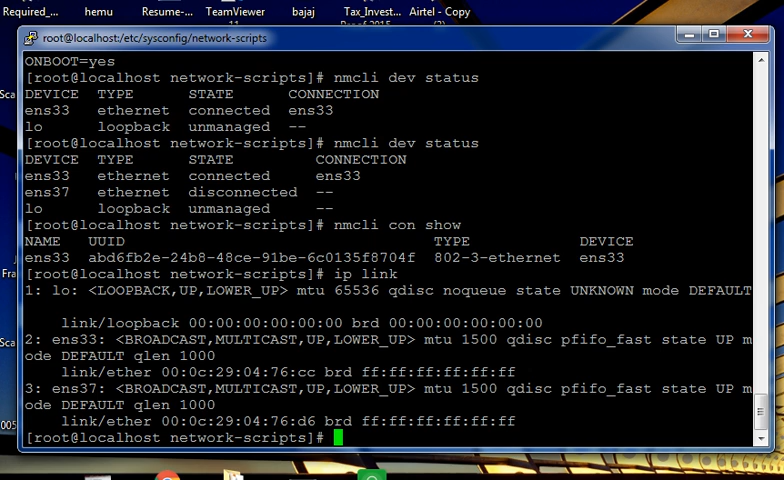 Required_... hemu Resume-... TeamViewer bajaj Tax_Invest... Airtel - Copy
11 Proof 2015 (2)
root@localhost:/etc/sysconfig/network-scripts
ONBOOT=yes
[root@localhost network-scripts]# nmcli dev status
DEVICE TYPE STATE CONNECTION
ens33 ethernet connected ens33
lo loopback unmanaged --
[root@localhost network-scripts]# nmcli dev status
DEVICE TYPE STATE CONNECTION
ens33 ethernet connected ens33
ens37 ethernet disconnected --
lo loopback unmanaged --
[root@localhost network-scripts]# nmcli con show
NAME UUID TYPE DEVICE
ens33 abd6fb2e-24b8-48ce-91be-6c0135f8704f 802-3-ethernet ens33
[root@localhost network-scripts]# ip link
1: lo: <LOOPBACK,UP,LOWER_UP> mtu 65536 qdisc noqueue state UNKNOWN mode DEFAULT
link/loopback 00:00:00:00:00:00 brd 00:00:00:00:00:00
2: ens33: <BROADCAST,MULTICAST,UP,LOWER_UP> mtu 1500 qdisc pfifo_fast state UP m
ode DEFAULT qlen 1000
link/ether 00:0c:29:04:76:cc brd ff:ff:ff:ff:ff:ff
3: ens37: <BROADCAST,MULTICAST,UP,LOWER_UP> mtu 1500 qdisc pfifo_fast state UP m
ode DEFAULT qlen 1000
link/ether 00:0c:29:04:76:d6 brd ff:ff:ff:ff:ff:ff
[root@localhost network-scripts]#